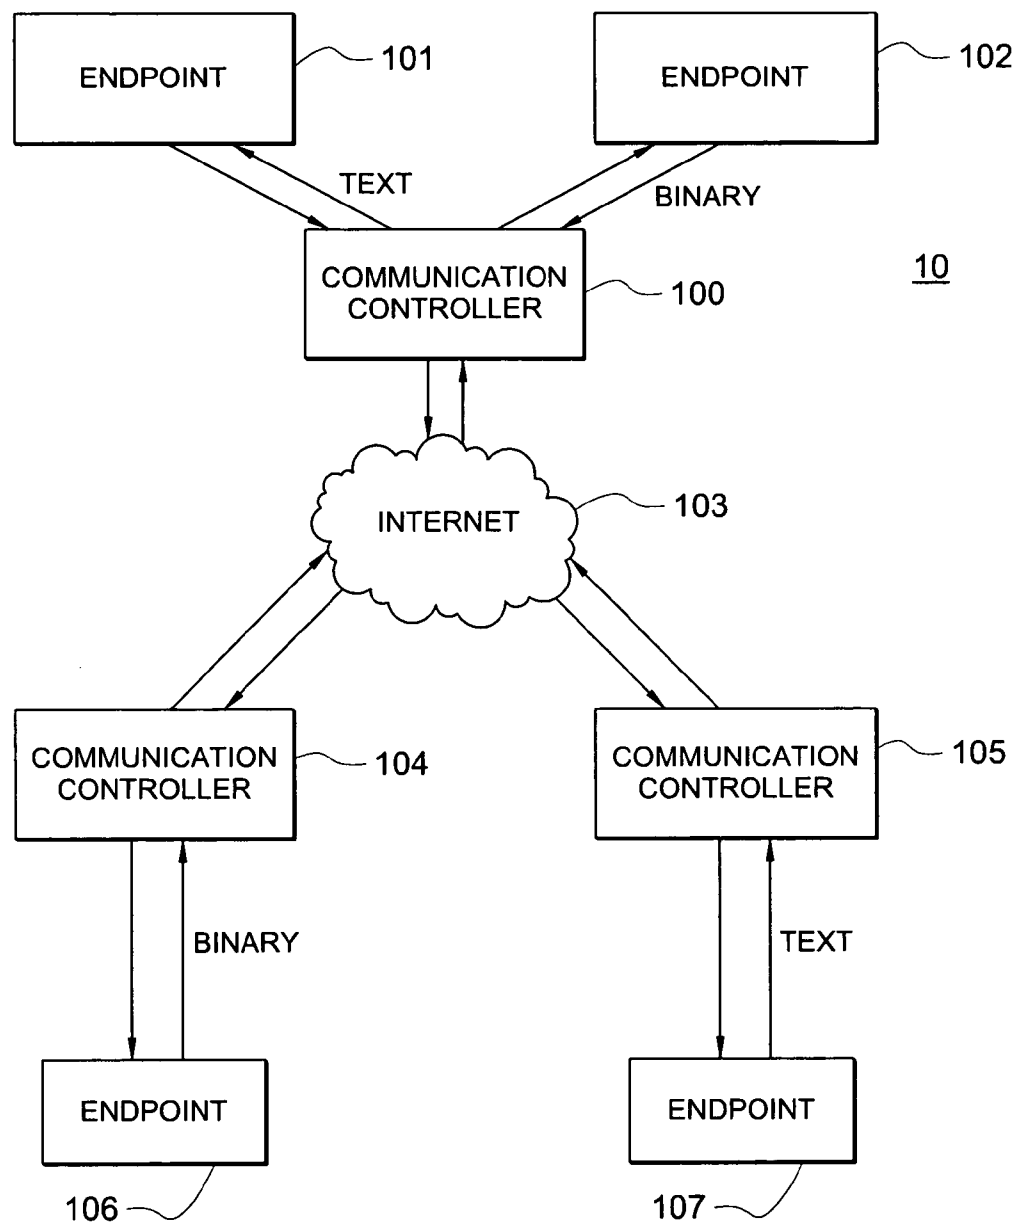 ENDPOINT
101
ENDPOINT
102
TEXT
BINARY
COMMUNICATION
CONTROLLER
100
10
INTERNET
103
COMMUNICATION
CONTROLLER
104
COMMUNICATION
CONTROLLER
105
BINARY
TEXT
ENDPOINT
106
ENDPOINT
107